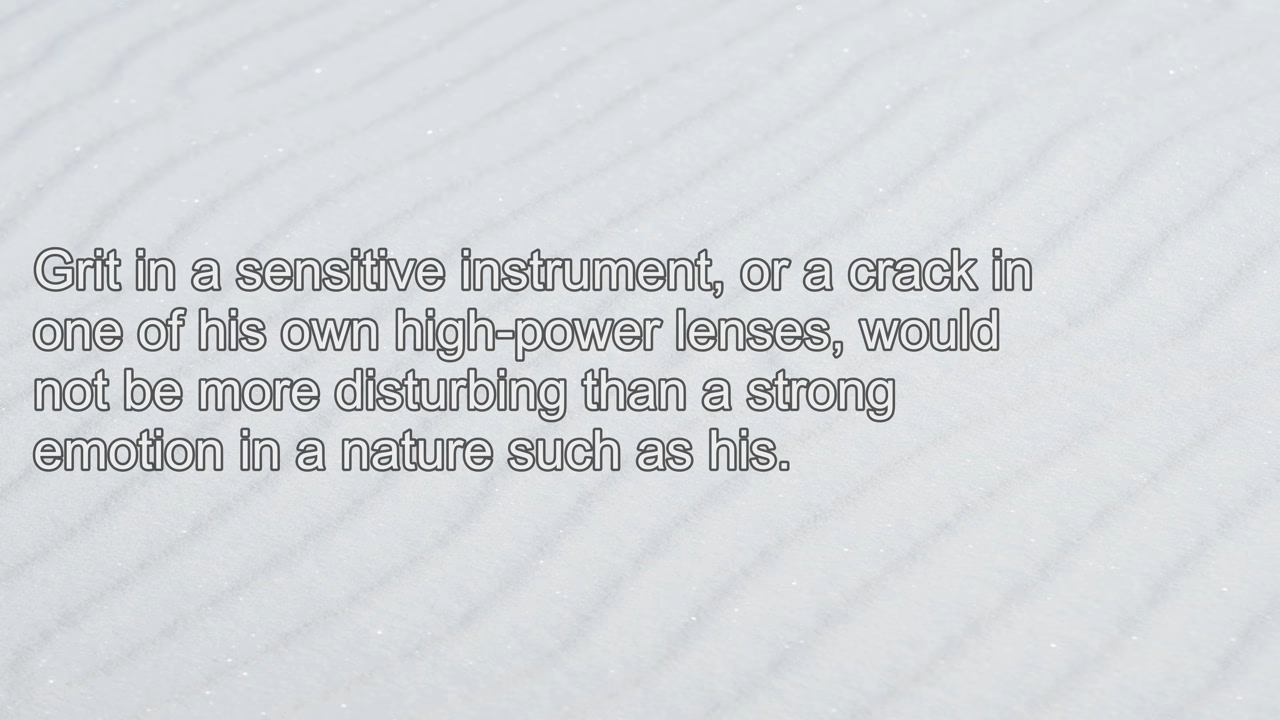 Grit in a sensitive instrument, or a crack in
one of his own high-power lenses, would
not be more disturbing than a strong
emotion in a nature such as his.